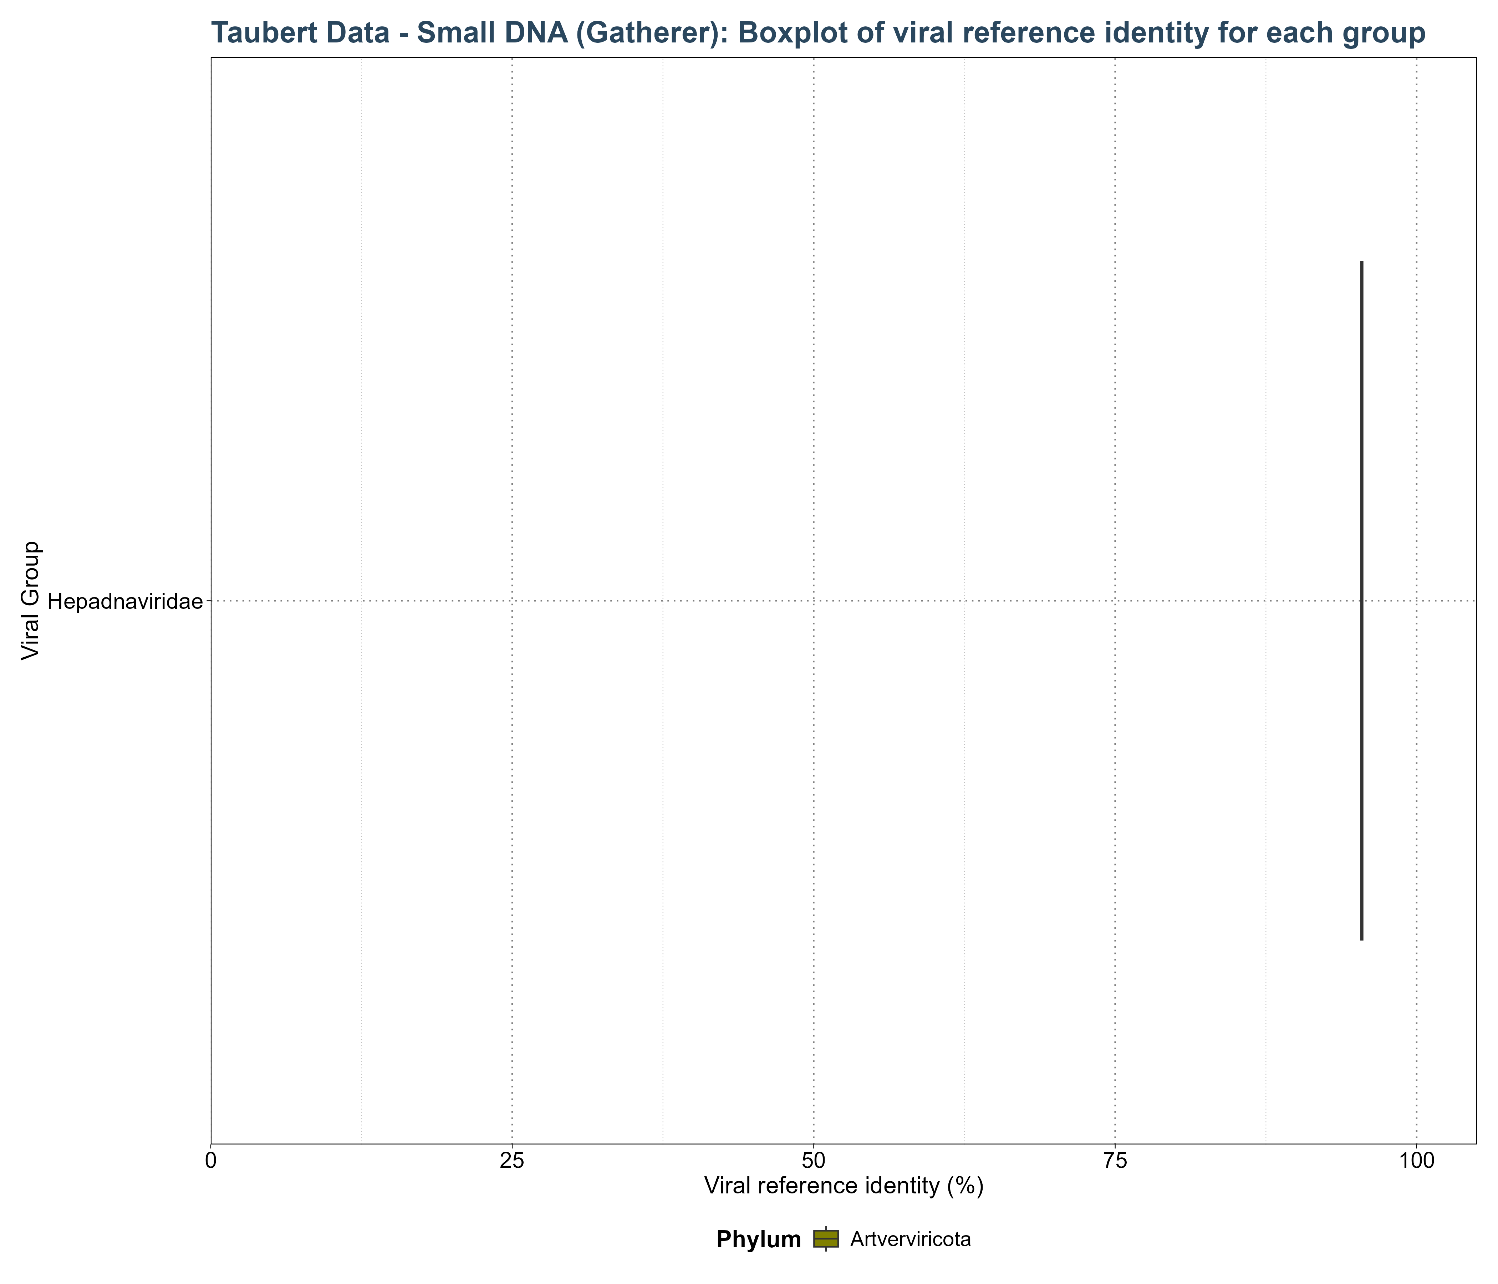 Taubert Data - Small DNA (Gatherer): Boxplot of viral reference identity for each group
Viral Group
Hepadnaviridae
0 25 50 75 100
Viral reference identity (%)
Phylum Artverviricota